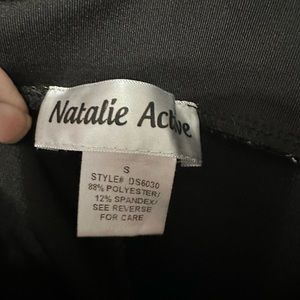 Natalie Active
S
STYLE# DS6030
88% POLYESTER/
12% SPANDEX/
SEE REVERSE
FOR CARE